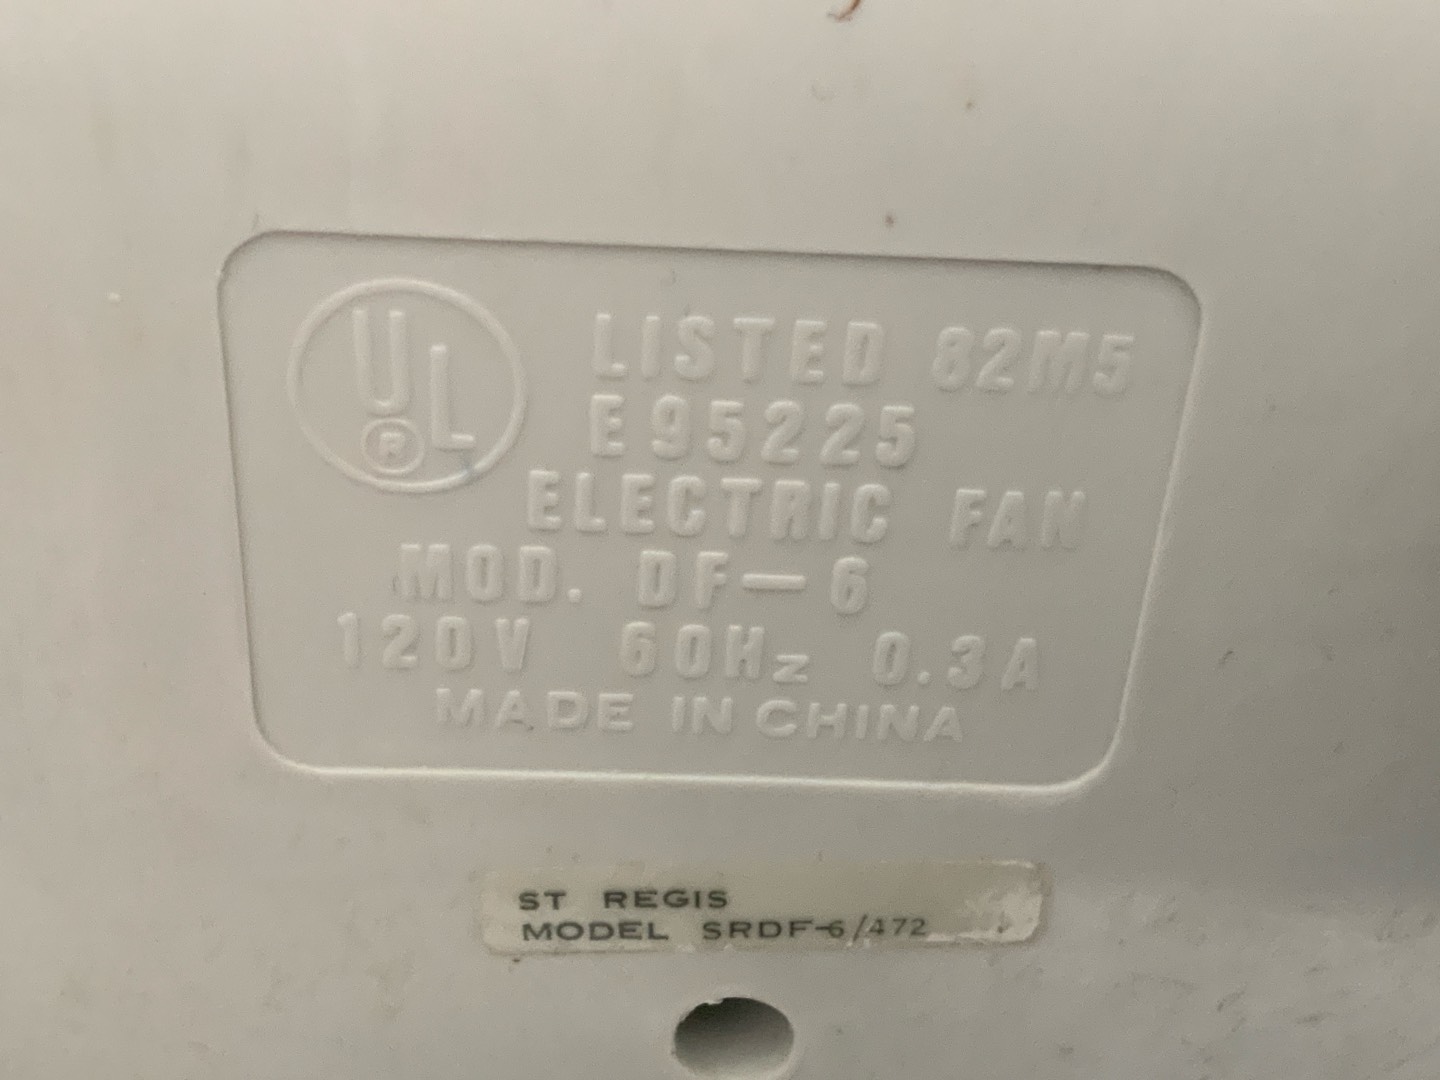 UL
®
LISTED 82M5
E95225
ELECTRIC FAN
MOD. DF-6
120V 60Hz 0.3A
MADE IN CHINA
ST REGIS
MODEL SRDF-6/472